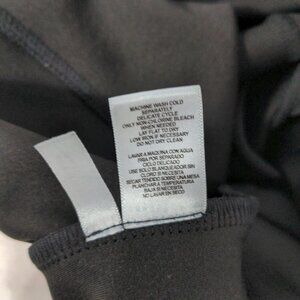 MACHINE WASH COLD
SEPARATELY
DELICATE CYCLE
ONLY NON-CHLORINE BLEACH
WHEN NEEDED
LAY FLAT TO DRY
LOW IRON IF NECESSARY
DO NOT DRY CLEAN
LAVAR A MAQUINA CON AGUA
FRIA POR SEPARADO
CICLO DELICADO
USE SOLO BLANQUEADOR SIN
CLORO SI NECESITA
SECAR TENDIDO SOBRE UNA MESA
PLANCHAR A TEMPERATURA
BAJA SI NECESITA
NO LAVAR EN SECO